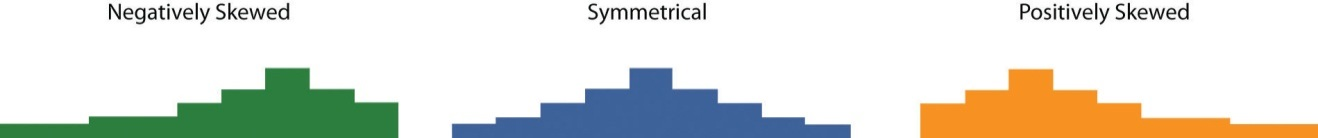 Negatively Skewed
Symmetrical
Positively Skewed